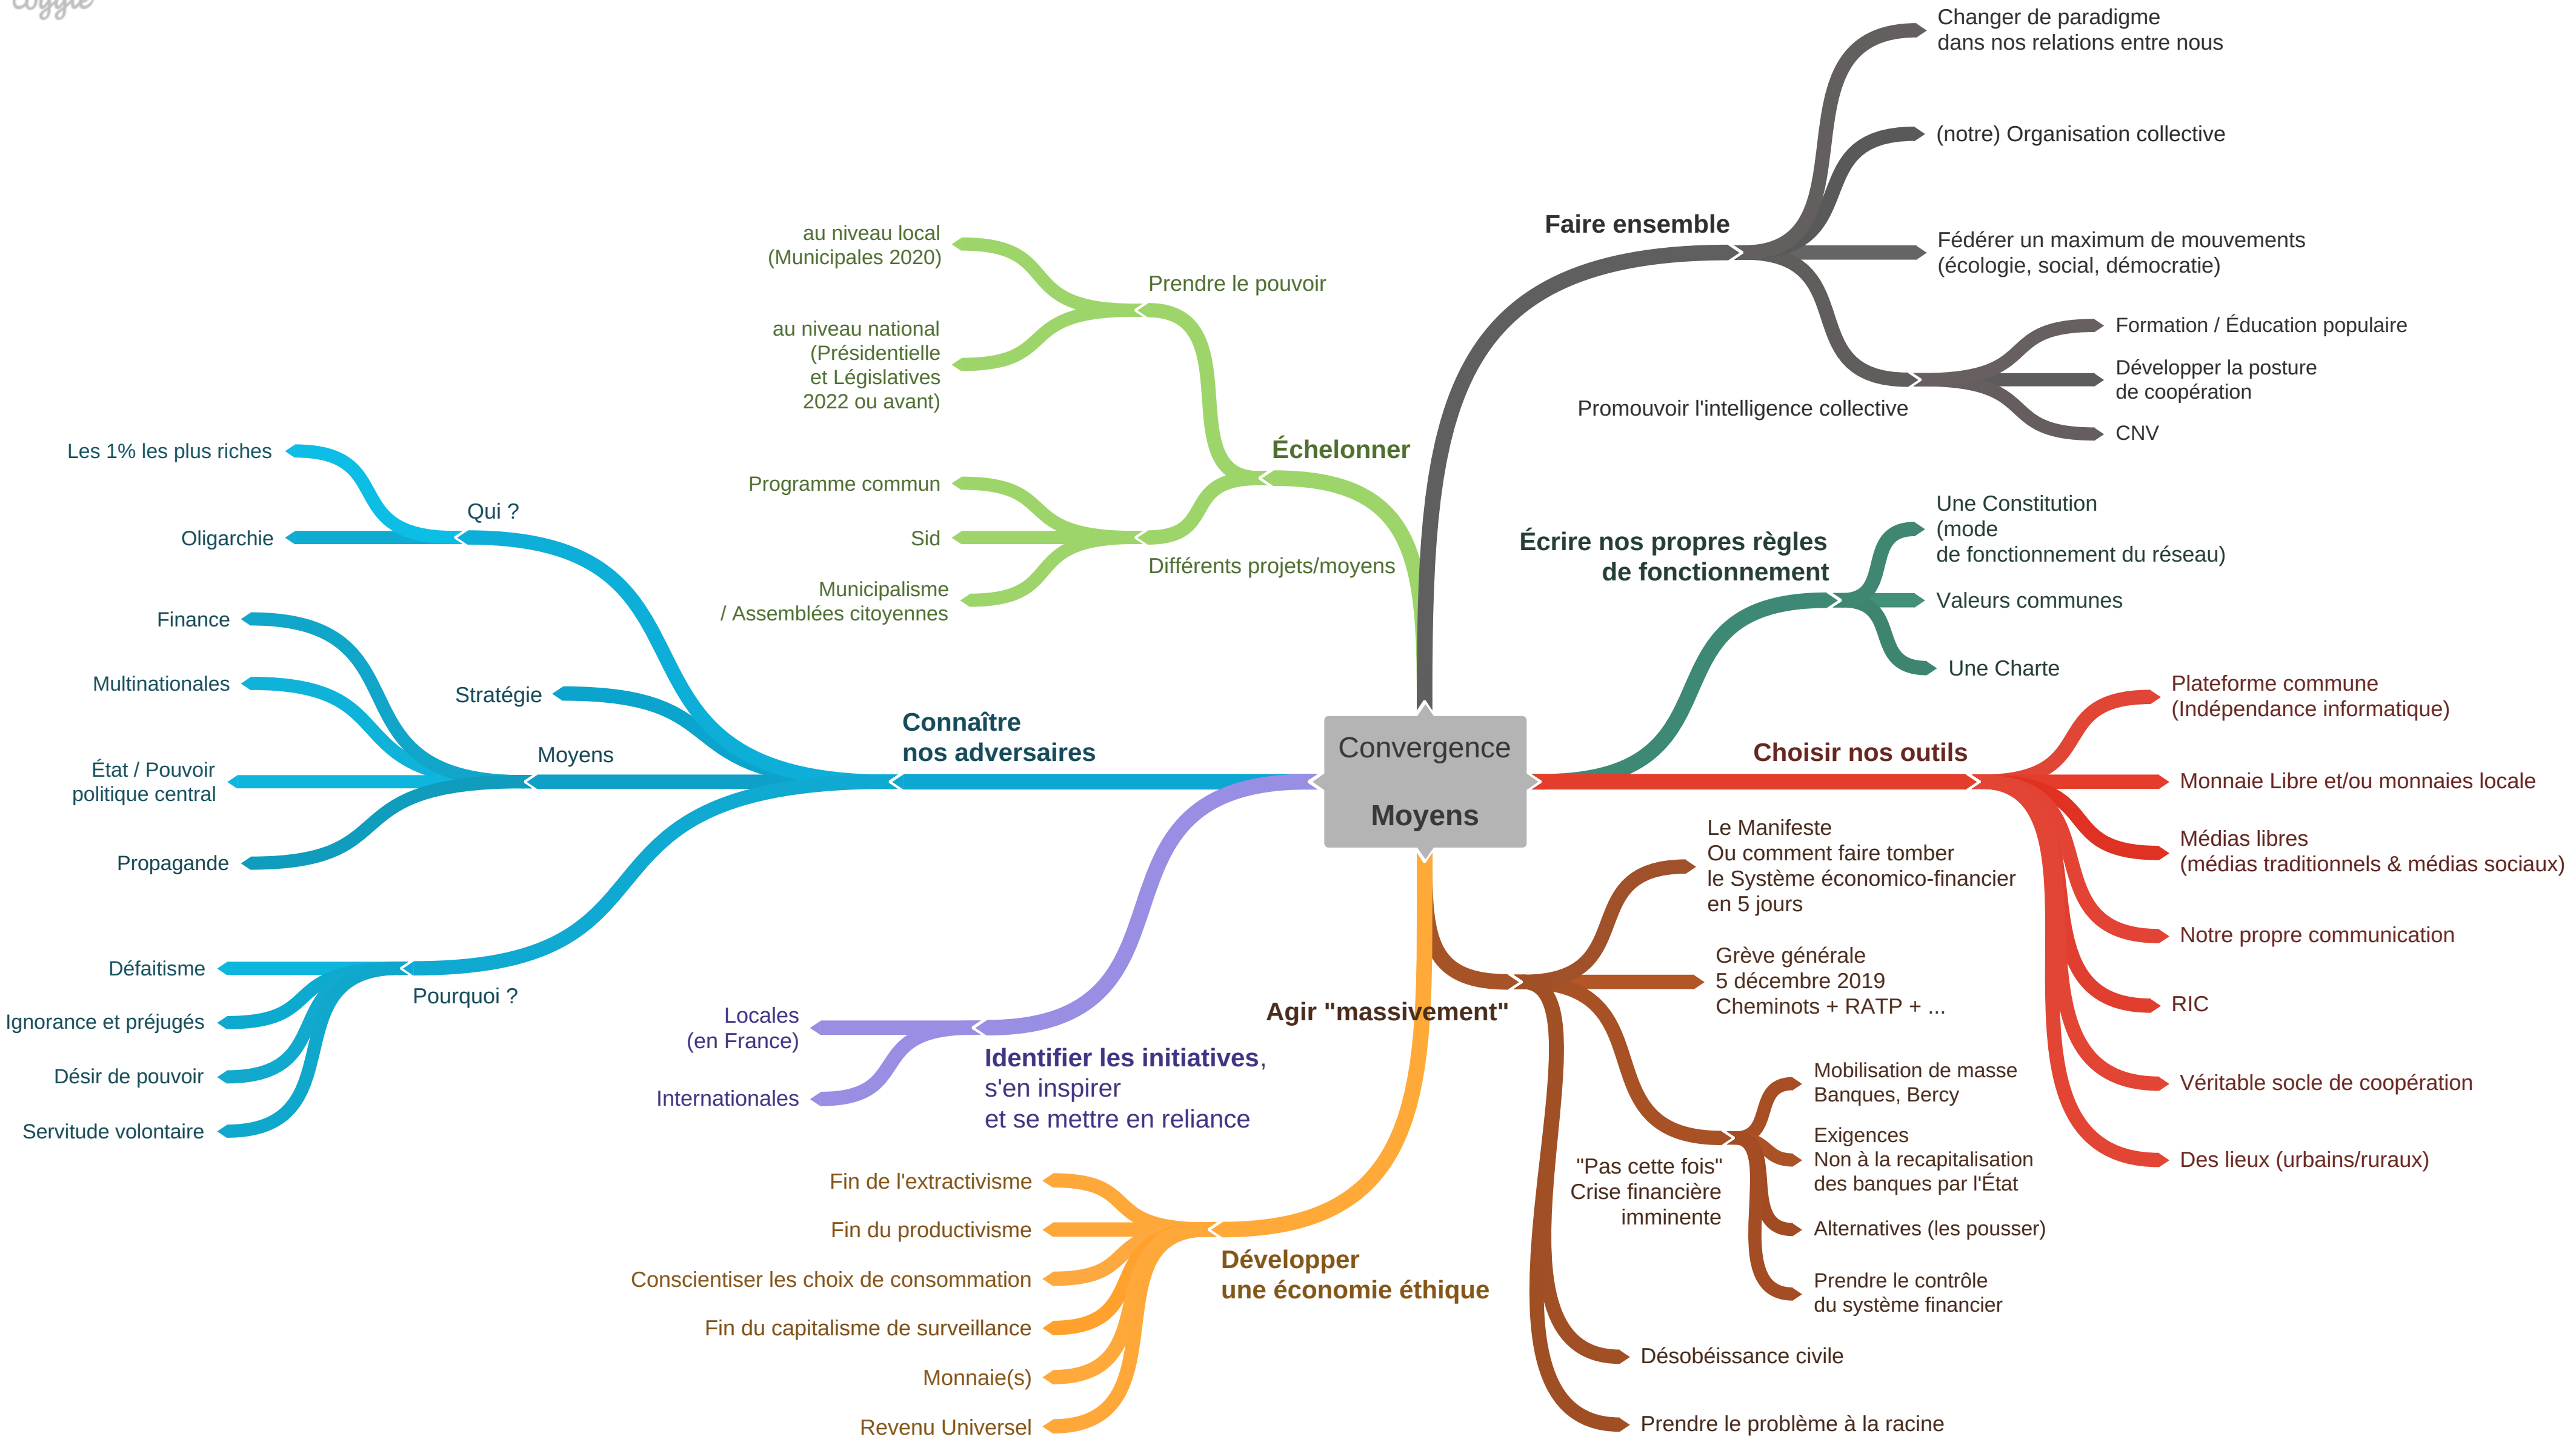 coggle
Changer de paradigme
dans nos relations entre nous
(notre) Organisation collective
Faire ensemble
Fédérer un maximum de mouvements
(écologie, social, démocratie)
Formation / Éducation populaire
Développer la posture
de coopération
Promouvoir l'intelligence collective
CNV
au niveau local
(Municipales 2020)
Prendre le pouvoir
au niveau national
(Présidentielle
et Législatives
2022 ou avant)
Échelonner
Programme commun
Sid
Différents projets/moyens
Municipalisme
/ Assemblées citoyennes
Une Constitution
(mode
de fonctionnement du réseau)
Écrire nos propres règles
de fonctionnement
Valeurs communes
Une Charte
Les 1% les plus riches
Qui ?
Oligarchie
Finance
Multinationales
Stratégie
Moyens
État / Pouvoir
politique central
Propagande
Connaître
nos adversaires
Défaitisme
Pourquoi ?
Ignorance et préjugés
Désir de pouvoir
Servitude volontaire
Convergence
Moyens
Choisir nos outils
Plateforme commune
(Indépendance informatique)
Monnaie Libre et/ou monnaies locale
Médias libres
(médias traditionnels & médias sociaux)
Notre propre communication
RIC
Véritable socle de coopération
Des lieux (urbains/ruraux)
Le Manifeste
Ou comment faire tomber
le Système économico-financier
en 5 jours
Grève générale
5 décembre 2019
Cheminots + RATP + ...
Agir "massivement"
Mobilisation de masse
Banques, Bercy
Exigences
Non à la recapitalisation
des banques par l'État
"Pas cette fois"
Crise financière
imminente
Alternatives (les pousser)
Prendre le contrôle
du système financier
Désobéissance civile
Prendre le problème à la racine
Locales
(en France)
Internationales
Identifier les initiatives,
s'en inspirer
et se mettre en reliance
Fin de l'extractivisme
Fin du productivisme
Conscientiser les choix de consommation
Fin du capitalisme de surveillance
Monnaie(s)
Revenu Universel
Développer
une économie éthique